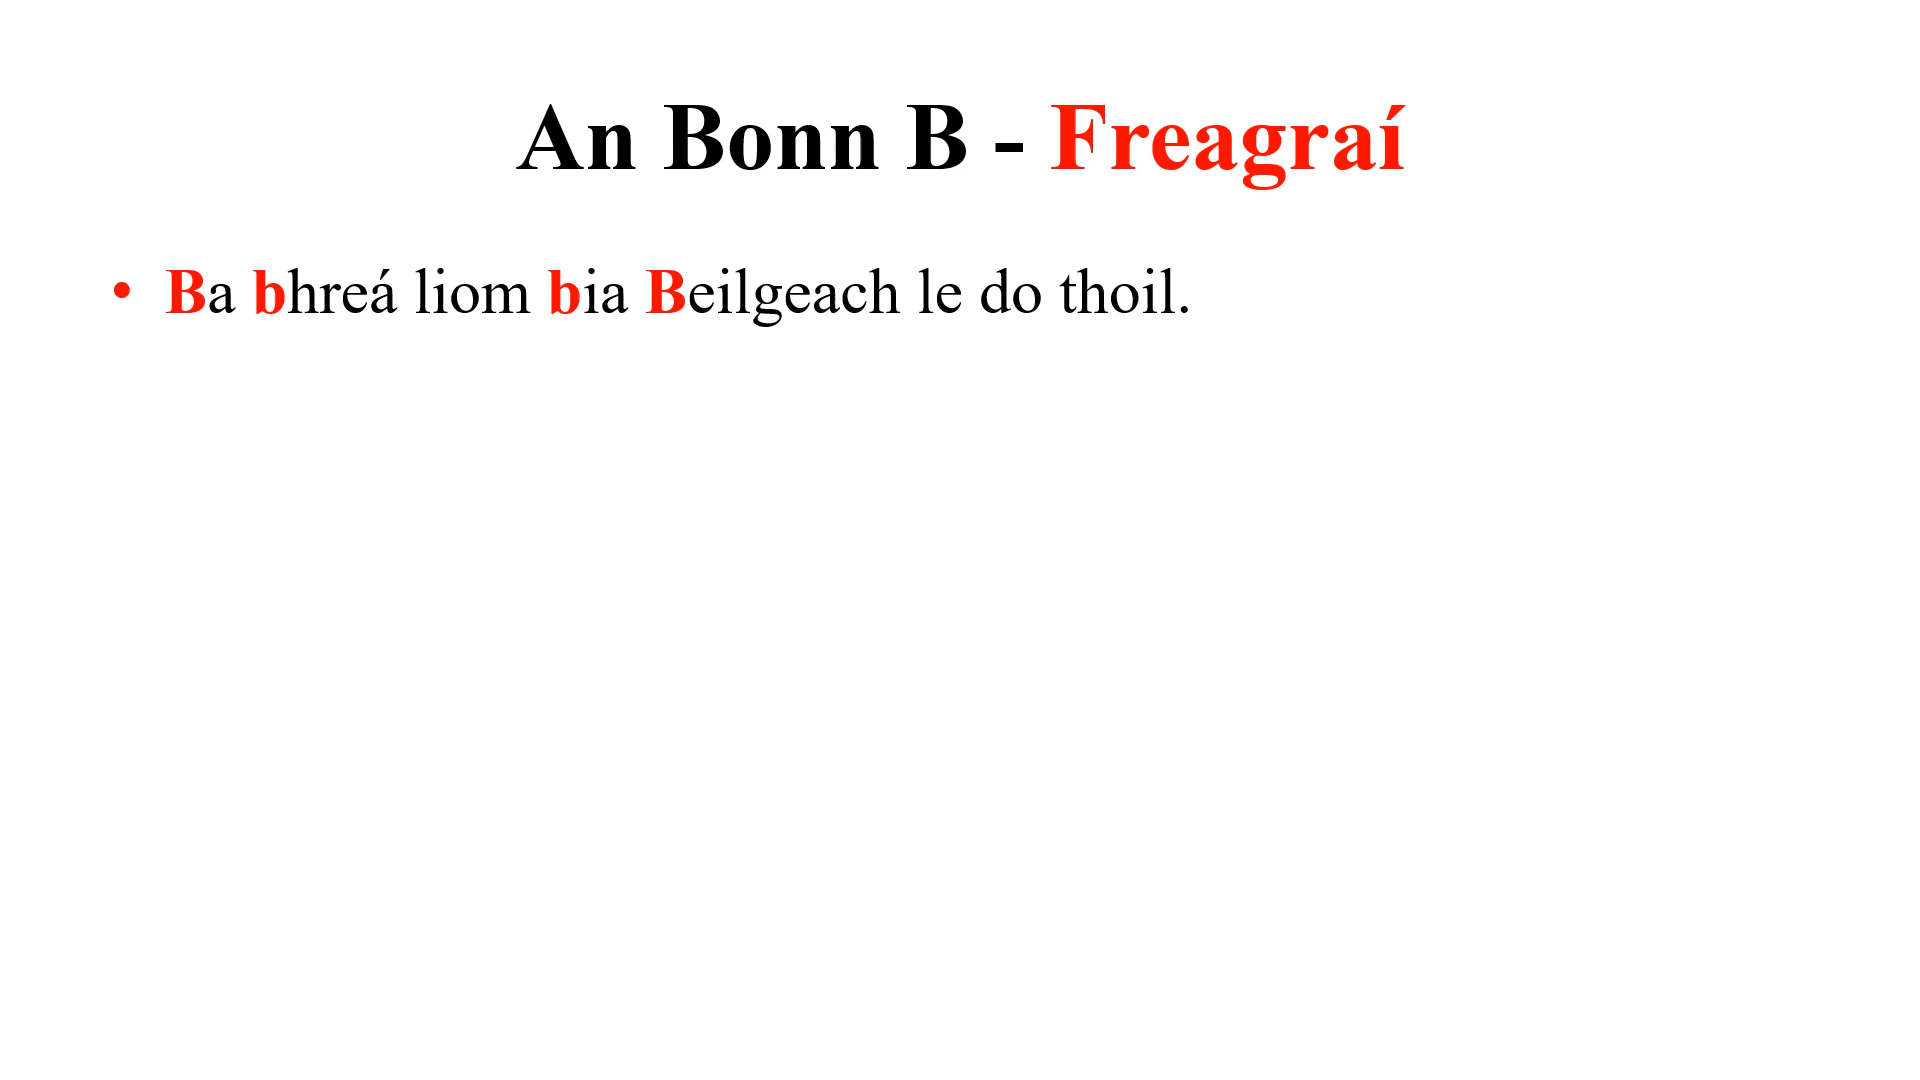 An Bonn B - Freagraí
• Ba bhreá liom bia Beilgeach le do thoil.